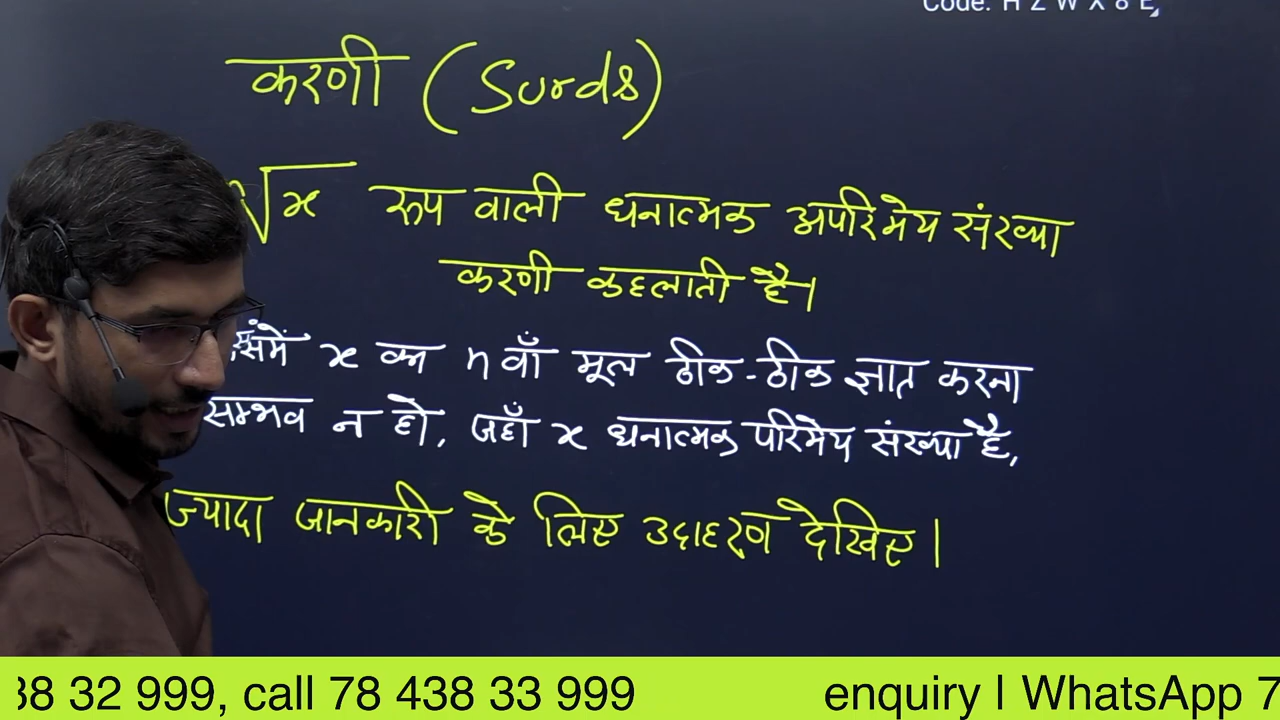 Code: H Z W X 8 E
करणी (Surds)
ⁿ√x रूप वाली धनात्मक अपरिमेय संख्या
करणी कहलाती है।
x का n वाँ मूल ठीक-ठीक ज्ञात करना
सम्भव न हो, जहाँ x धनात्मक परिमेय संख्या है,
ज्यादा जानकारी के लिए उदाहरण देखिए।
38 32 999, call 78 438 33 999 enquiry I WhatsApp 7